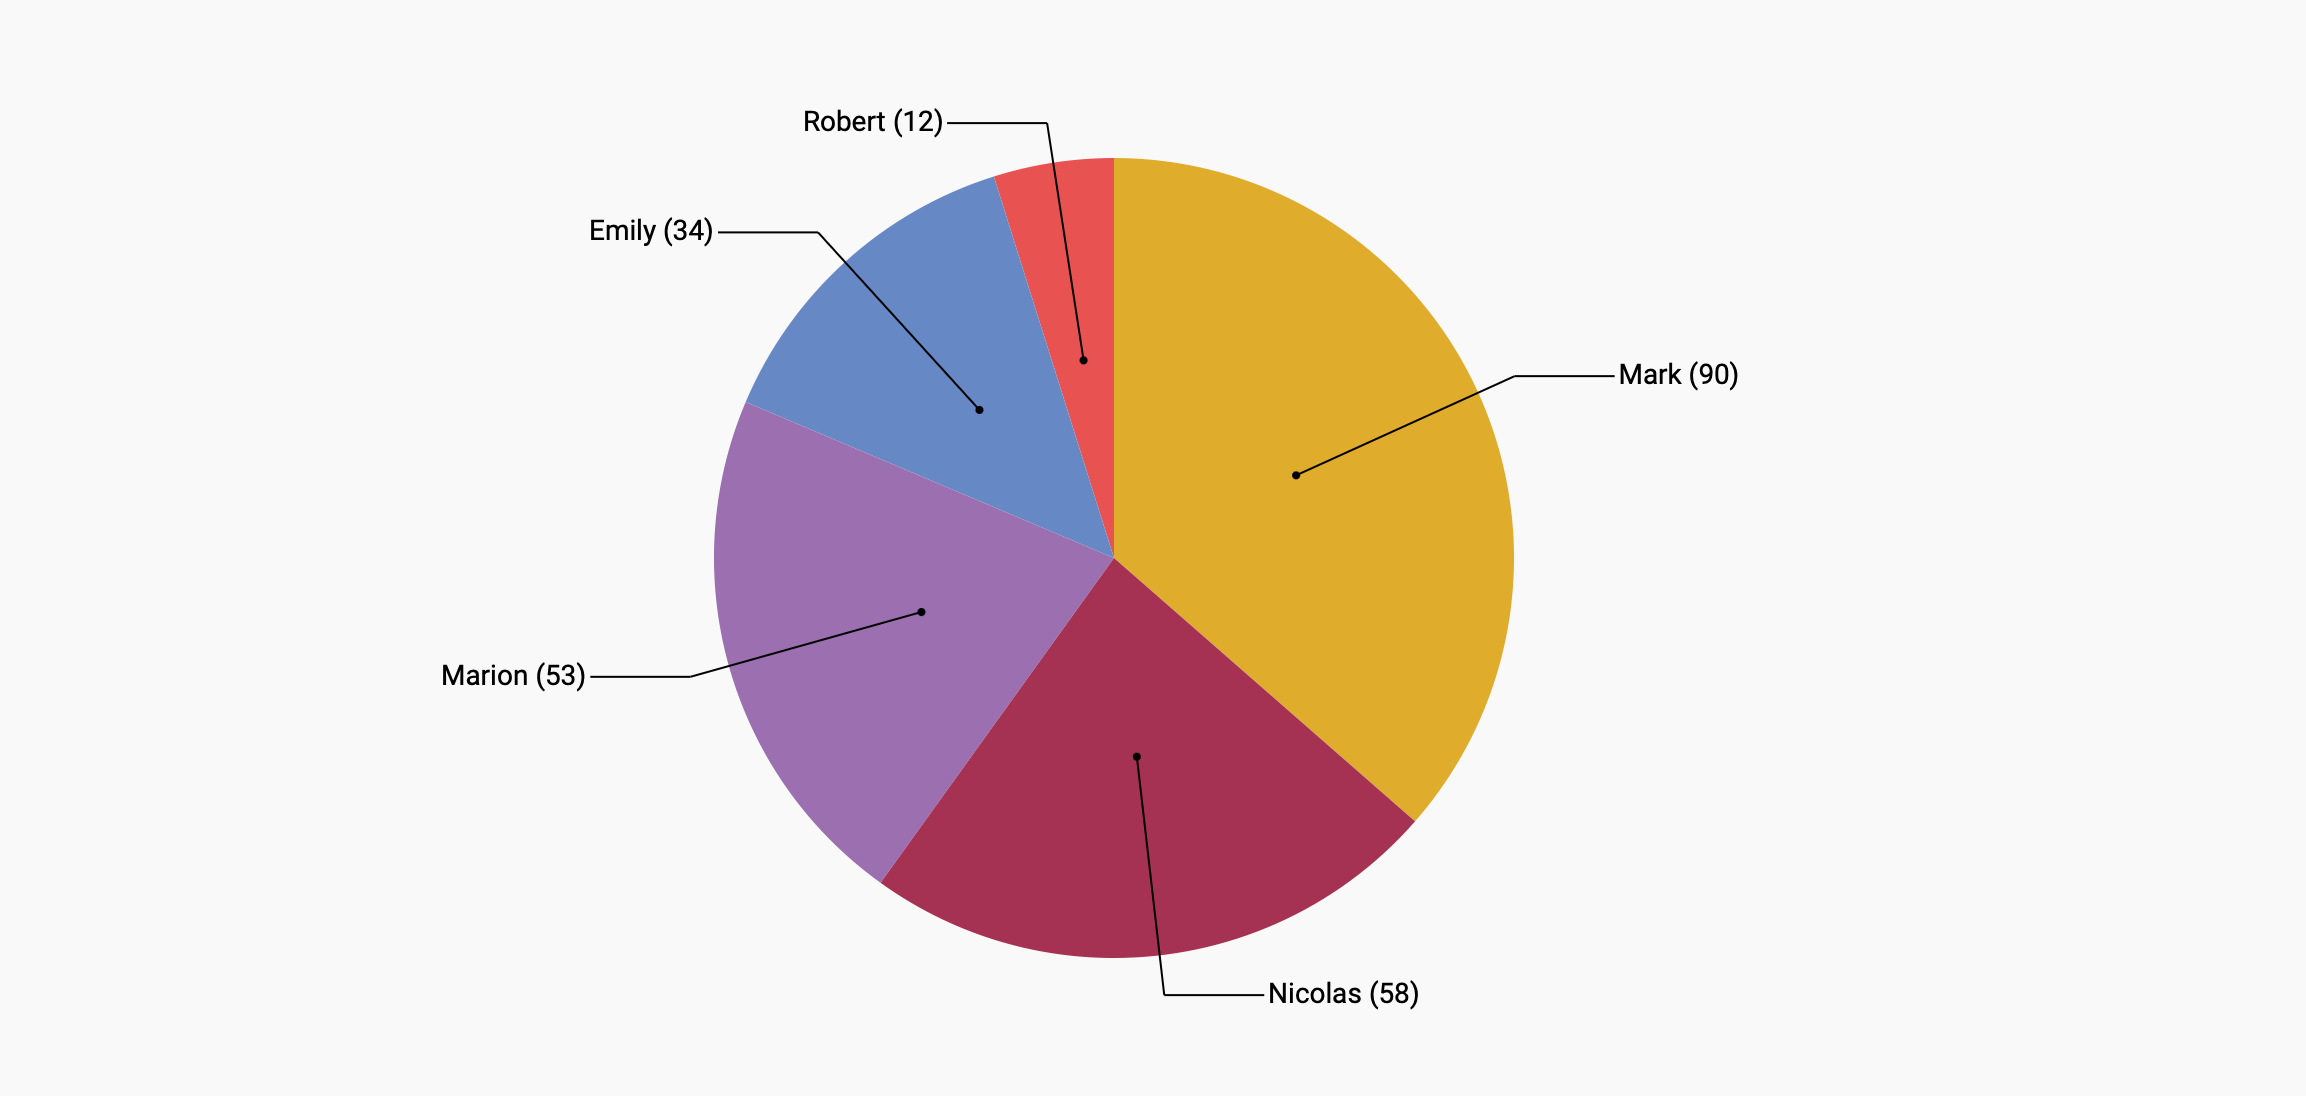 Robert (12)
Emily (34)
Mark (90)
Marion (53)
Nicolas (58)